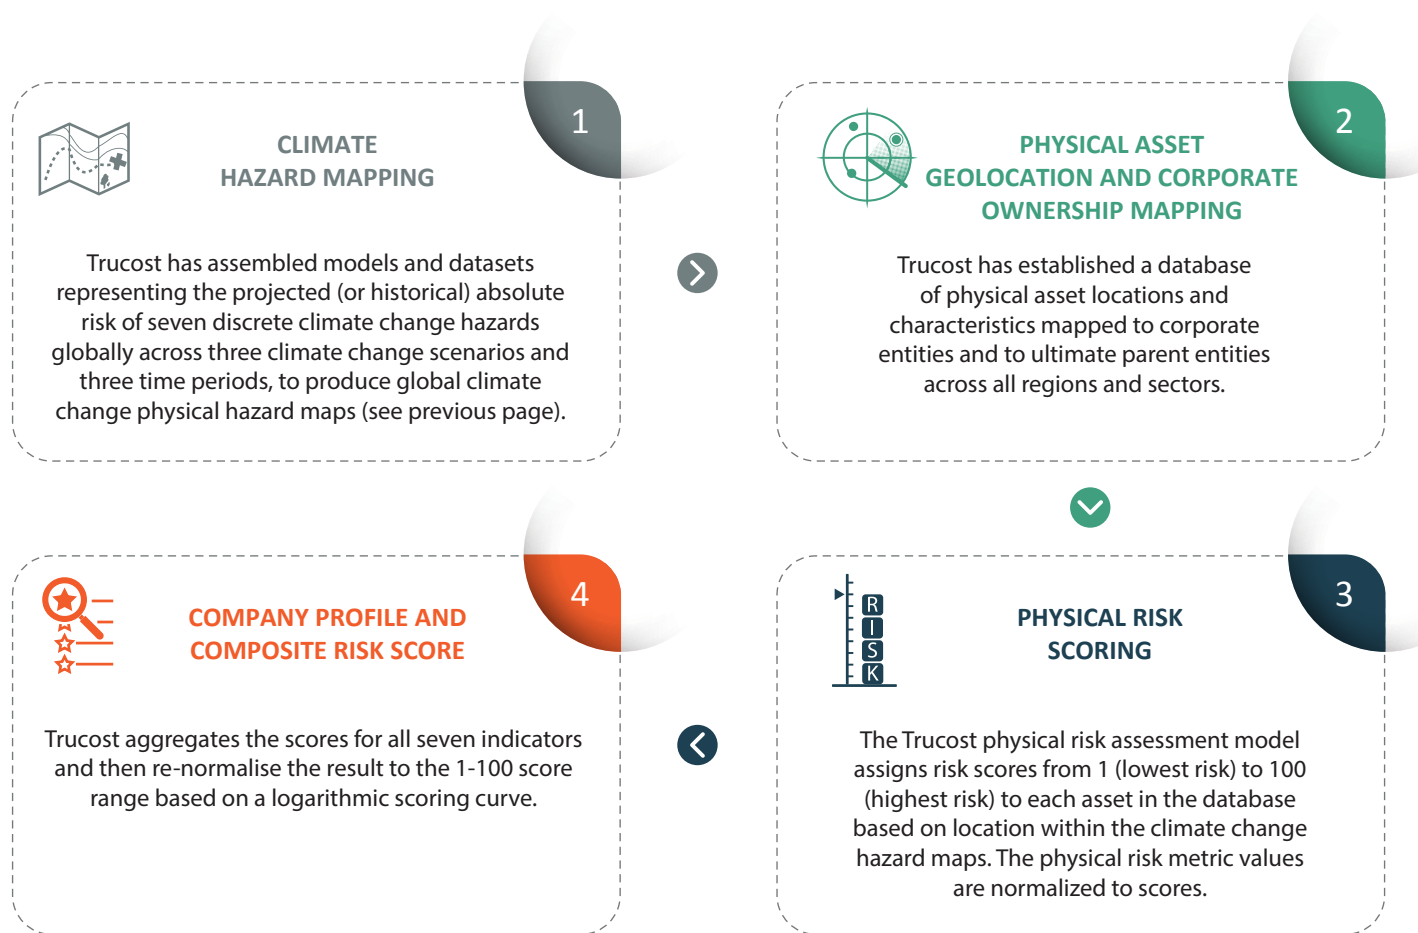 1
CLIMATE
HAZARD MAPPING
Trucost has assembled models and datasets
representing the projected (or historical) absolute
risk of seven discrete climate change hazards
globally across three climate change scenarios and
three time periods, to produce global climate
change physical hazard maps (see previous page).
2
PHYSICAL ASSET
GEOLOCATION AND CORPORATE
OWNERSHIP MAPPING
Trucost has established a database
of physical asset locations and
characteristics mapped to corporate
entities and to ultimate parent entities
across all regions and sectors.
3
RISK
PHYSICAL RISK
SCORING
The Trucost physical risk assessment model
assigns risk scores from 1 (lowest risk) to 100
(highest risk) to each asset in the database
based on location within the climate change
hazard maps. The physical risk metric values
are normalized to scores.
4
COMPANY PROFILE AND
COMPOSITE RISK SCORE
Trucost aggregates the scores for all seven indicators
and then re-normalise the result to the 1-100 score
range based on a logarithmic scoring curve.